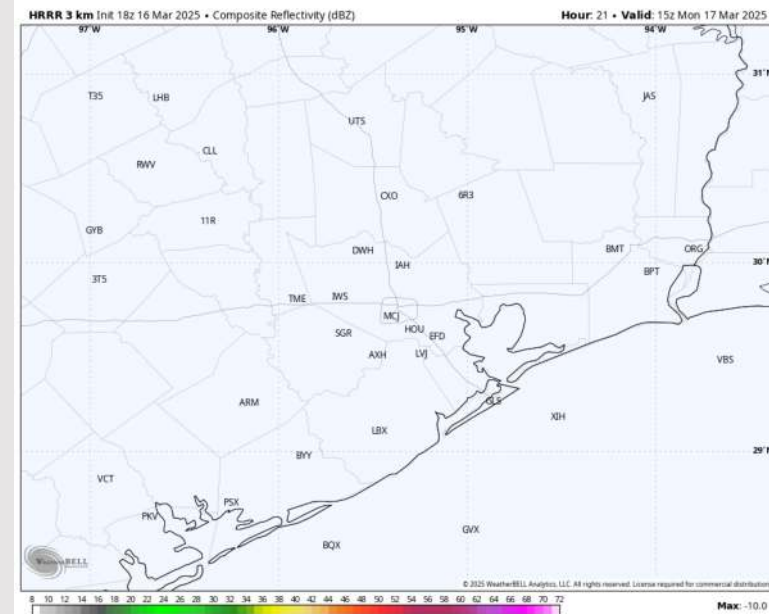 HRRR 3 km Init 18z 16 Mar 2025 • Composite Reflectivity (dBZ) Hour: 21 • Valid: 15z Mon 17 Mar 2025
97°W 96°W 95°W 94°W
31°N
T35 LHB JAS
UTS
CLL
RWV
CXO 6R3
11R
GYB
DWH BMT ORG
IAH 30°N
BPT
3T5
TME IWS
MCJ
HOU
SGR EFD
AXH LVJ
VBS
ARM GLS
XIH
LBX
BYY 29°N
VCT
PSX
PKV
GVX
BQX
WeatherBELL
© 2025 WeatherBELL Analytics, LLC. All rights reserved. License required for commercial distribution.
8 10 12 14 16 18 20 22 24 26 28 30 32 34 36 38 40 42 44 46 48 50 52 54 56 58 60 62 64 66 68 70 72
Max: -10.0